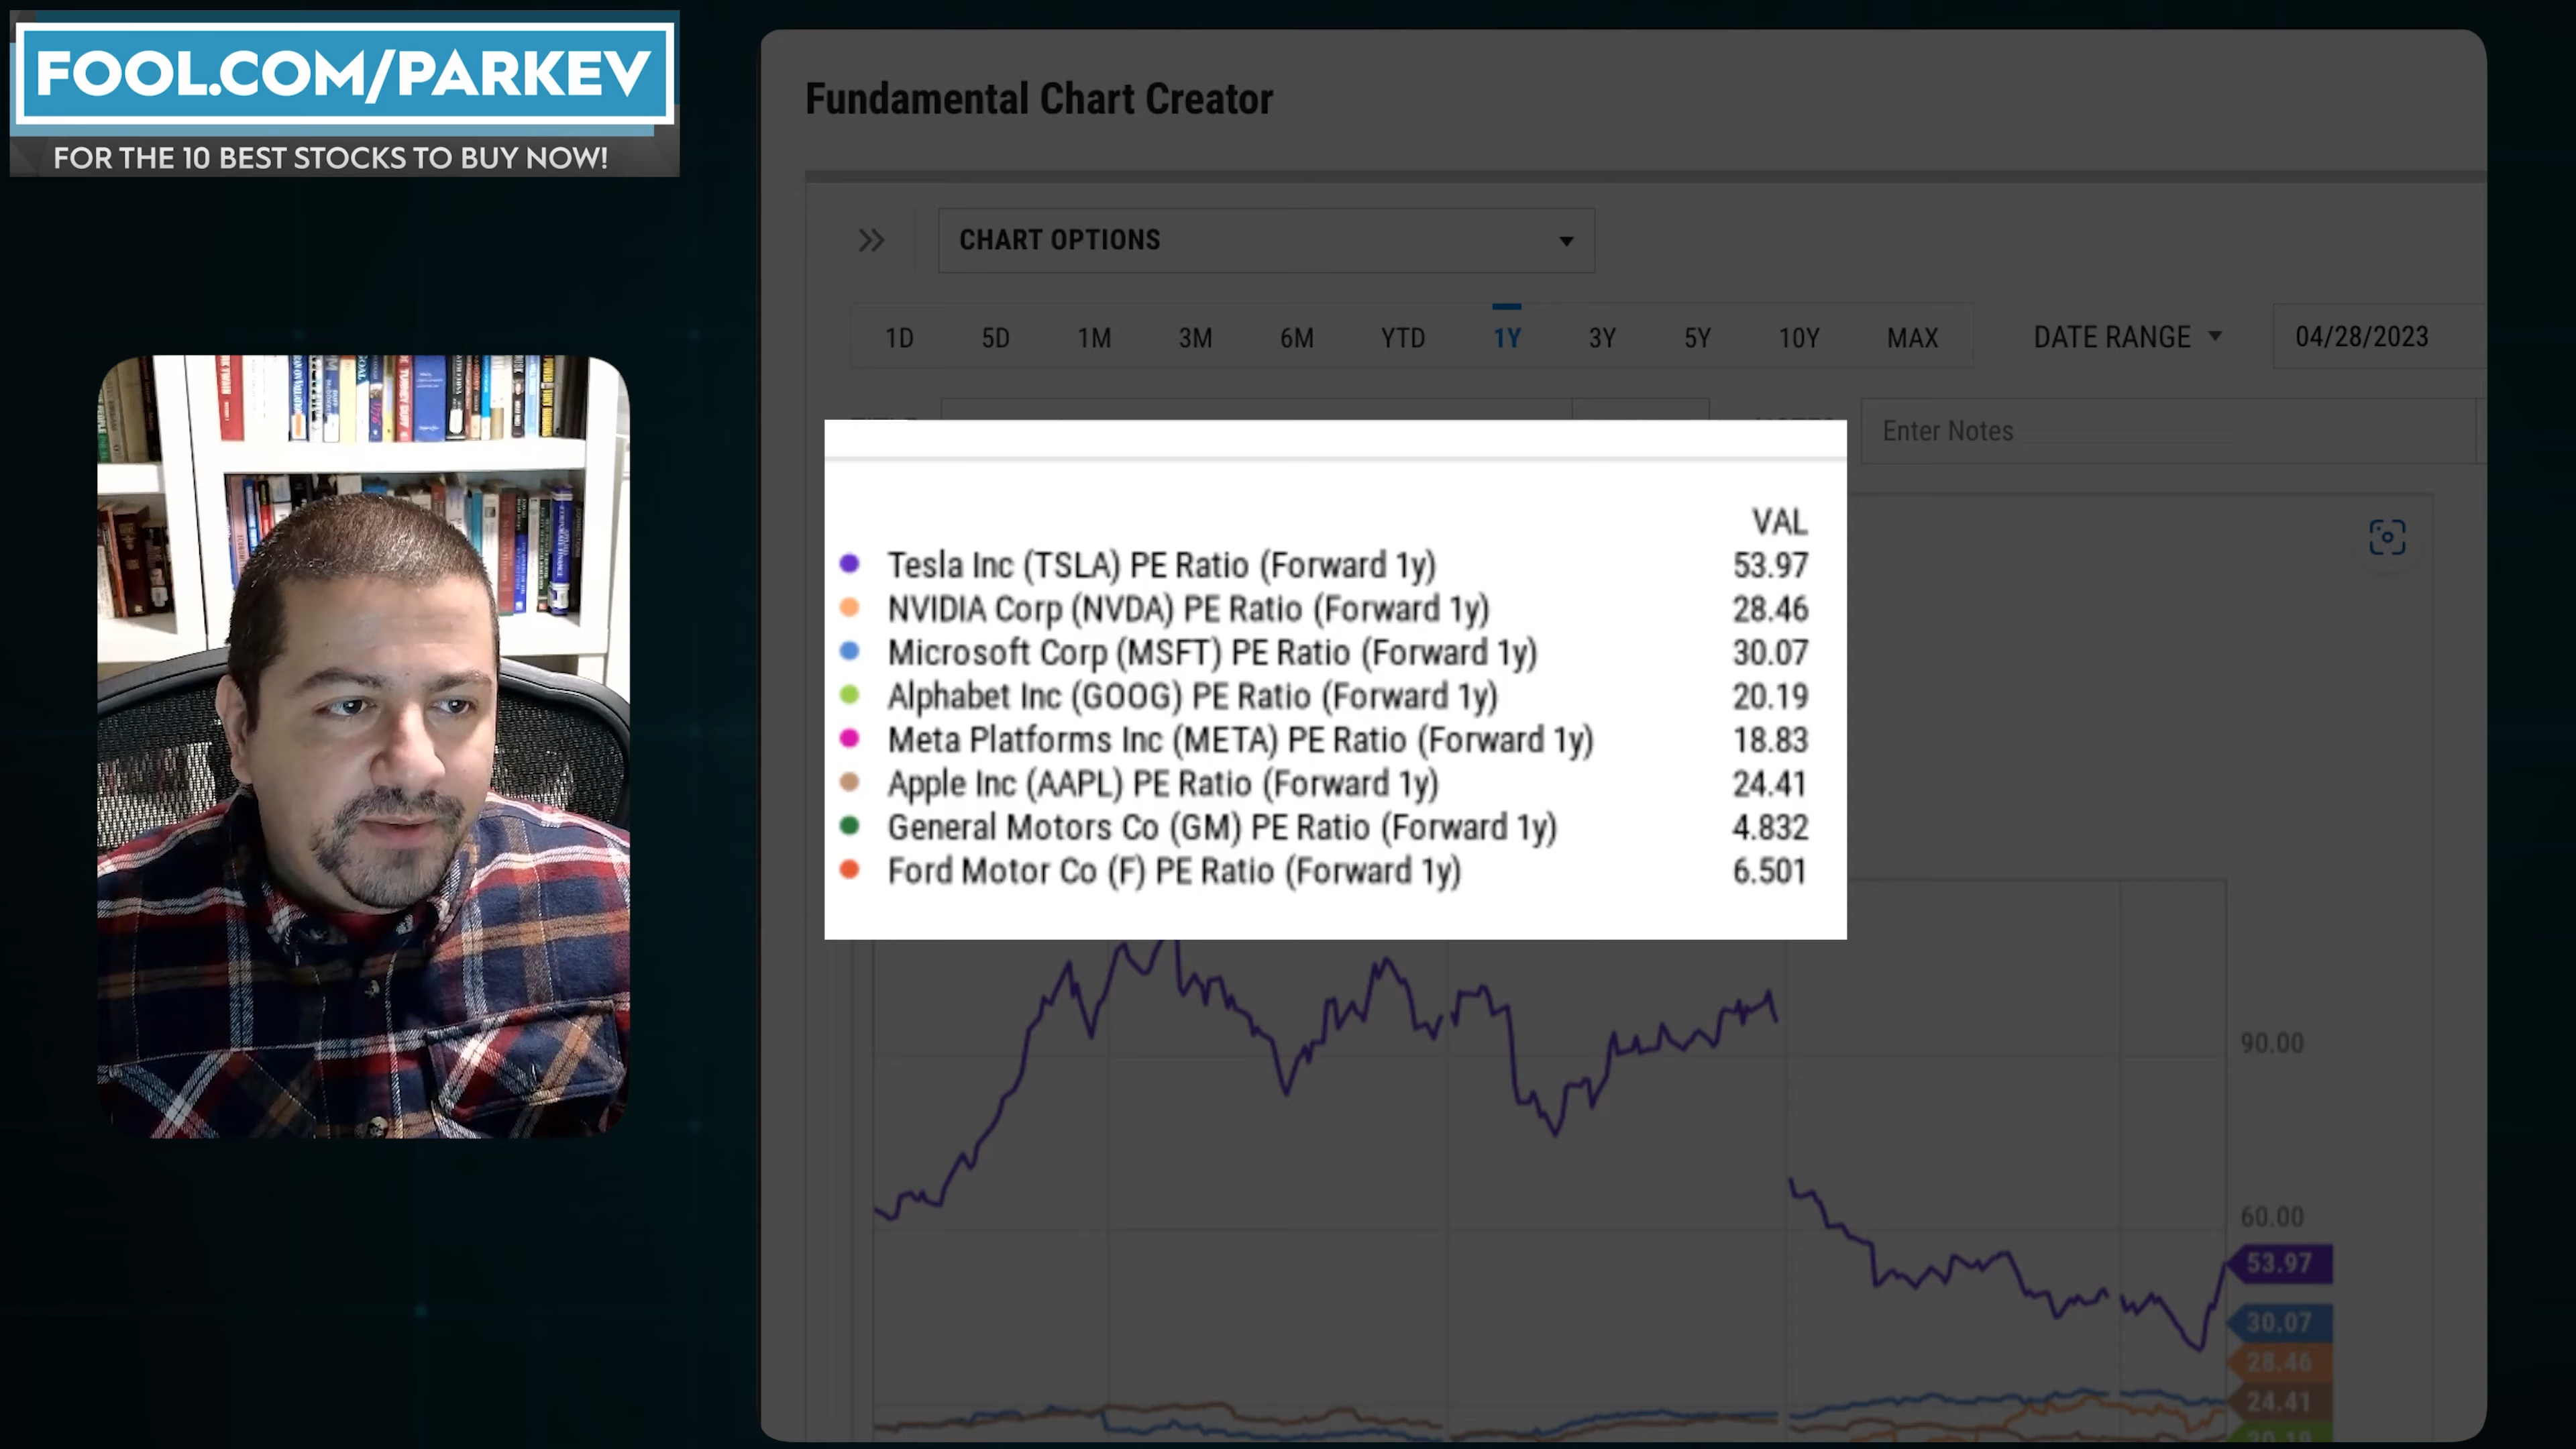 FOOL.COM/PARKEV
FOR THE 10 BEST STOCKS TO BUY NOW!
Fundamental Chart Creator
CHART OPTIONS
1D 5D 1M 3M 6M YTD 1Y 3Y 5Y 10Y MAX DATE RANGE 04/28/2023
Enter Notes
VAL
Tesla Inc (TSLA) PE Ratio (Forward 1y) 53.97
NVIDIA Corp (NVDA) PE Ratio (Forward 1y) 28.46
Microsoft Corp (MSFT) PE Ratio (Forward 1y) 30.07
Alphabet Inc (GOOG) PE Ratio (Forward 1y) 20.19
Meta Platforms Inc (META) PE Ratio (Forward 1y) 18.83
Apple Inc (AAPL) PE Ratio (Forward 1y) 24.41
General Motors Co (GM) PE Ratio (Forward 1y) 4.832
Ford Motor Co (F) PE Ratio (Forward 1y) 6.501
90.00
60.00
53.97
30.07
28.46
24.41
20.19